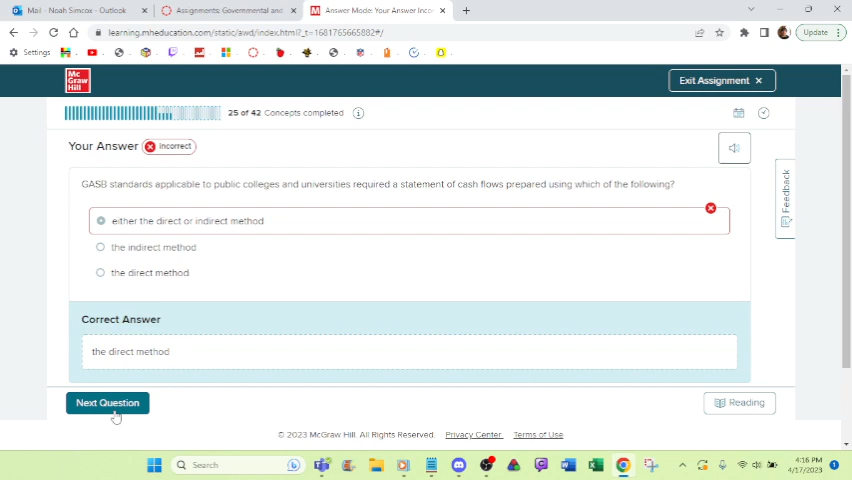 Mail - Noah Simcox - Outlook
Assignments: Governmental and
Answer Mode: Your Answer Inco
learning.mheducation.com/static/awd/index.html?_t=1681765665882#/
Update
Settings
Mc
Graw
Hill
Exit Assignment
25 of 42 Concepts completed
Your Answer
incorrect
GASB standards applicable to public colleges and universities required a statement of cash flows prepared using which of the following?
either the direct or indirect method
the indirect method
the direct method
Feedback
Correct Answer
the direct method
Next Question
Reading
© 2023 McGraw Hill. All Rights Reserved.
Privacy Center
Terms of Use
Search
4:16 PM
4/17/2023